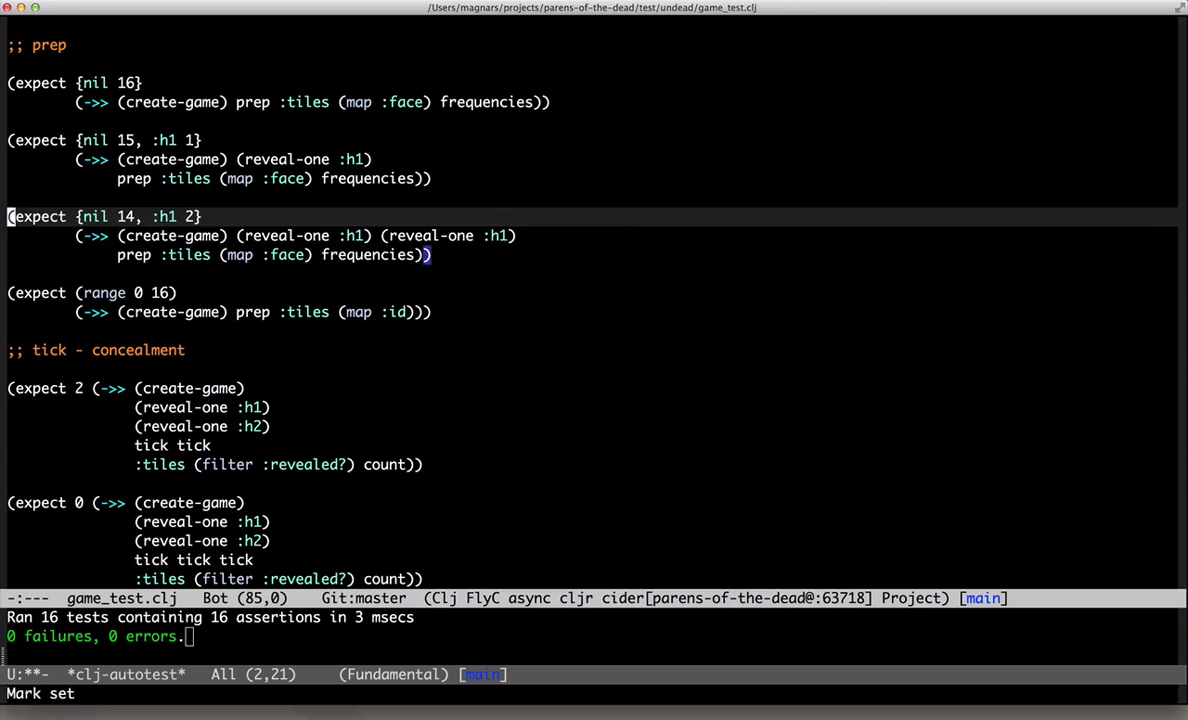 /Users/magnars/projects/parens-of-the-dead/test/undead/game_test.clj
;; prep
(expect {nil 16}
(->> (create-game) prep :tiles (map :face) frequencies))
(expect {nil 15, :h1 1}
(->> (create-game) (reveal-one :h1)
prep :tiles (map :face) frequencies))
(expect {nil 14, :h1 2}
(->> (create-game) (reveal-one :h1) (reveal-one :h1)
prep :tiles (map :face) frequencies))
(expect (range 0 16)
(->> (create-game) prep :tiles (map :id)))
;; tick - concealment
(expect 2 (->> (create-game)
(reveal-one :h1)
(reveal-one :h2)
tick tick
:tiles (filter :revealed?) count))
(expect 0 (->> (create-game)
(reveal-one :h1)
(reveal-one :h2)
tick tick tick
:tiles (filter :revealed?) count))
-:--- game_test.clj Bot (85,0) Git:master (Clj FlyC async cljr cider[parens-of-the-dead@:63718] Project) [main]
Ran 16 tests containing 16 assertions in 3 msecs
0 failures, 0 errors.
U:**- *clj-autotest* All (2,21) (Fundamental) [main]
Mark set